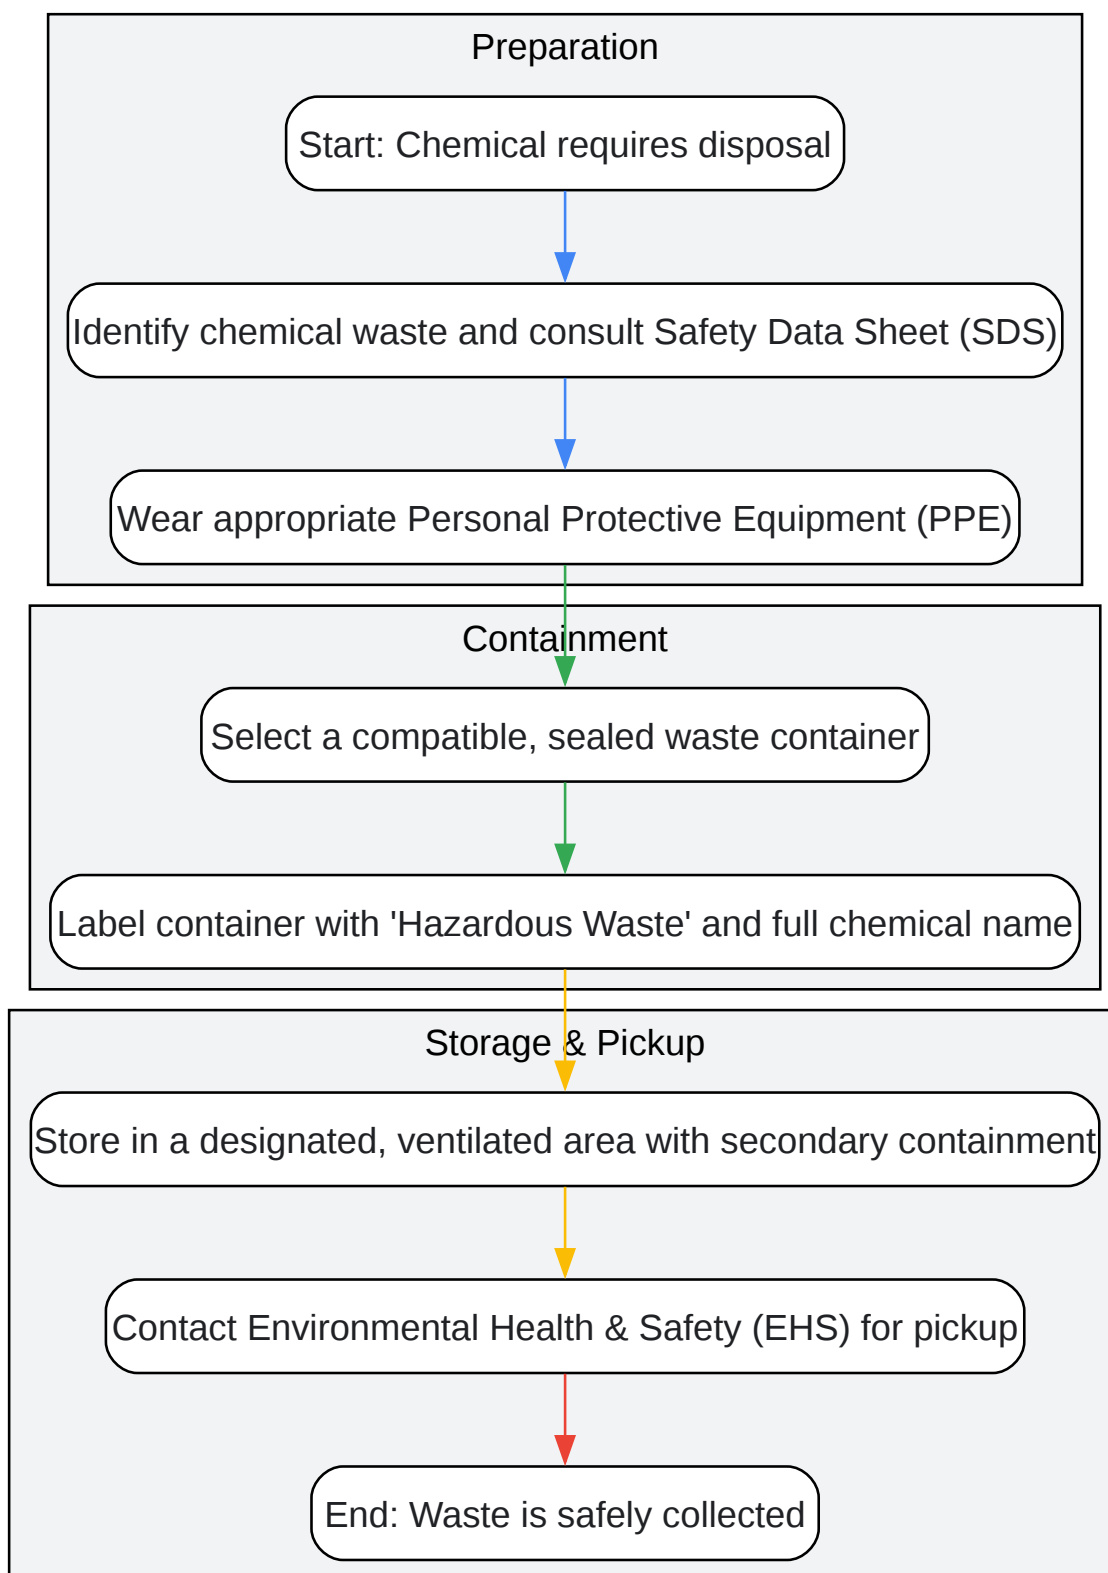 Preparation
Start: Chemical requires disposal
Identify chemical waste and consult Safety Data Sheet (SDS)
Wear appropriate Personal Protective Equipment (PPE)
Containment
Select a compatible, sealed waste container
Label container with 'Hazardous Waste' and full chemical name
Storage & Pickup
Store in a designated, ventilated area with secondary containment
Contact Environmental Health & Safety (EHS) for pickup
End: Waste is safely collected